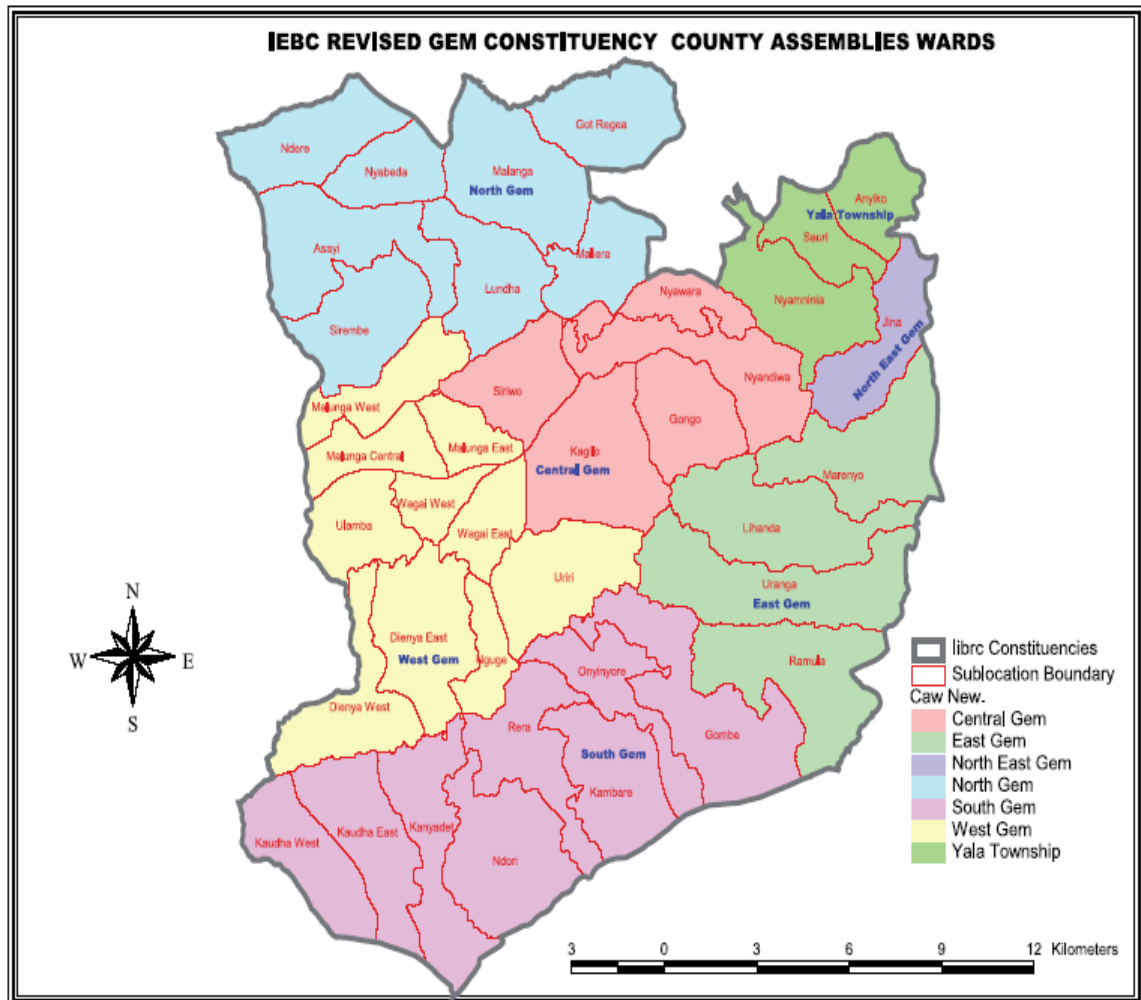 IEBC REVISED GEM CONSTITUENCY COUNTY ASSEMBLIES WARDS
Got Regea
Ndere
Nyabeda
Malanga
North Gem
Anyiko
Yala Township
Sauri
Asayi
Maliera
Lundha
Nyawara
Nyamninia
Jina
North East Gem
Sirembe
Siriwo
Nyandiwa
Malunga West
Gongo
Malunga East
Kagilo
Malunga Central
Central Gem
Marenyo
Wagai West
Ulamba
Wagai East
Lihanda
Uriri
Uranga
East Gem
N
W
E
S
Dienya East
West Gem
Nguge
Onyinyore
Ramula
Dienya West
Rera
Gombe
South Gem
Kambare
Kaudha West
Kaudha East
Kanyadet
Ndori
Iibrc Constituencies
Sublocation Boundary
Caw New.
Central Gem
East Gem
North East Gem
North Gem
South Gem
West Gem
Yala Township
3 0 3 6 9 12 Kilometers